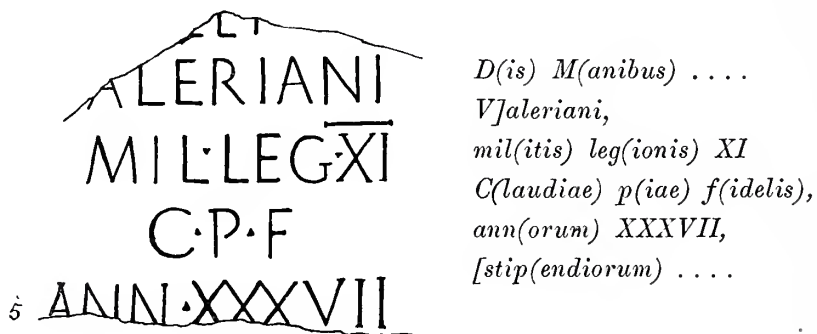 ALERIANI
MIL·LEG·XI
C·P·F
5 ANN·XXXVII
D(is) M(anibus) ....
V]aleriani,
mil(itis) leg(ionis) XI
C(laudiae) p(iae) f(idelis),
ann(orum) XXXVII,
[stip(endiorum) ....